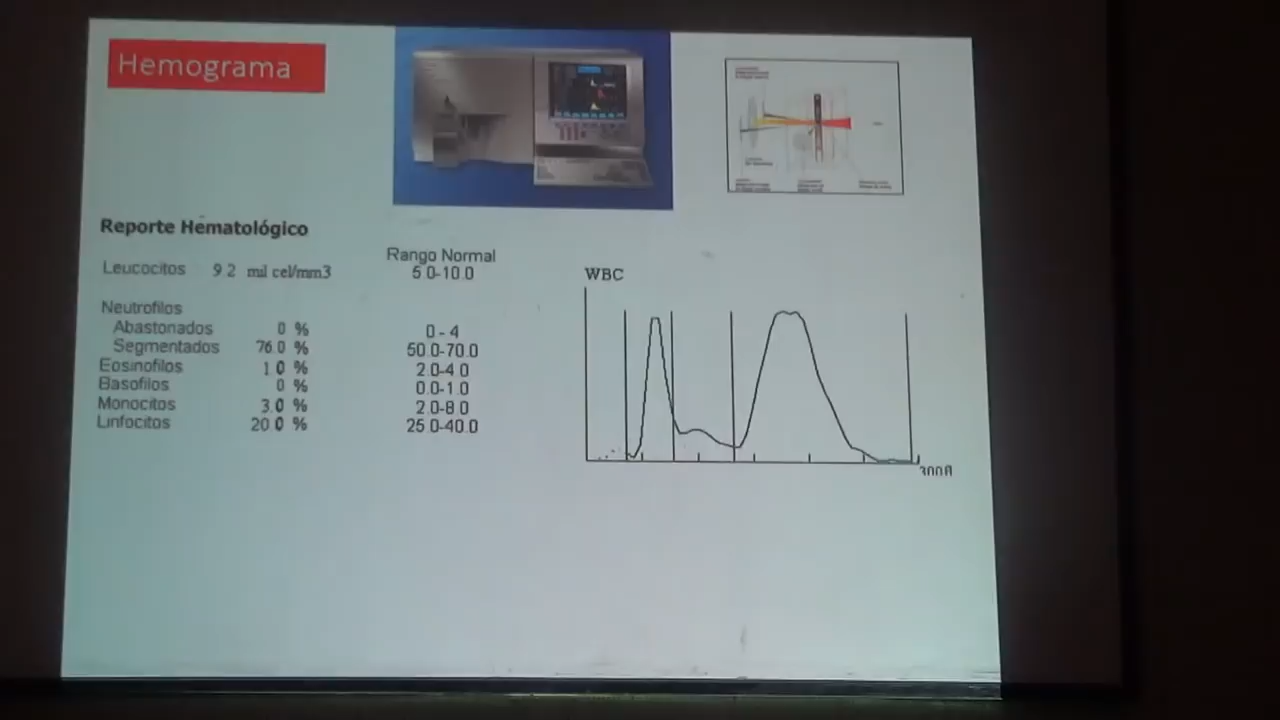 Hemograma
Reporte Hematológico
Rango Normal
Leucocitos 9.2 mil cel/mm3 5.0-10.0
Neutrofilos
Abastonados 0 % 0 - 4
Segmentados 76.0 % 50.0-70.0
Eosinofilos 1.0 % 2.0-4.0
Basofilos 0 % 0.0-1.0
Monocitos 3.0 % 2.0-8.0
Linfocitos 20.0 % 25.0-40.0
WBC
300fl